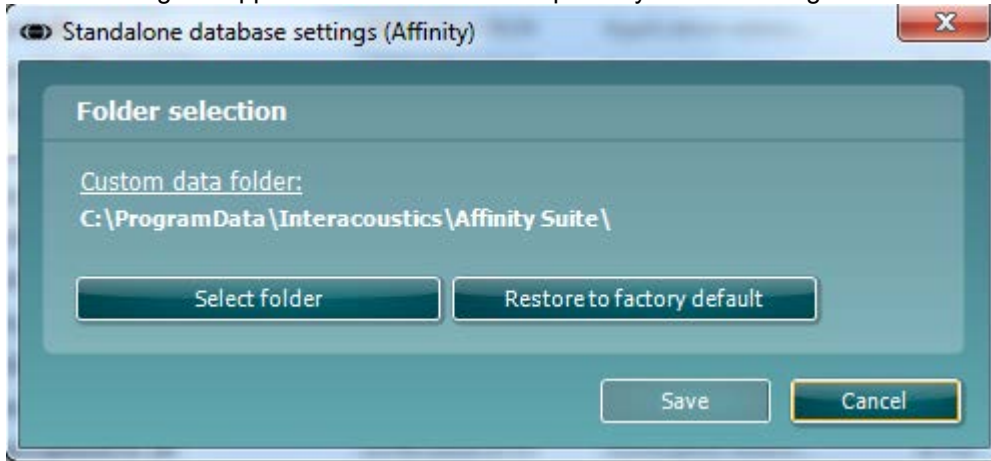 Standalone database settings (Affinity)
Folder selection
Custom data folder:
C:\ProgramData\Interacoustics\Affinity Suite\
Select folder
Restore to factory default
Save
Cancel